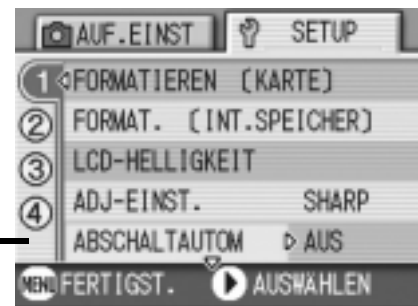 AUF.EINST SETUP
1 FORMATIEREN [KARTE]
2 FORMAT. [INT.SPEICHER]
3 LCD-HELLIGKEIT
4 ADJ-EINST. SHARP
ABSCHALTAUTOM AUS
MENU FERTIGST. AUSWÄHLEN